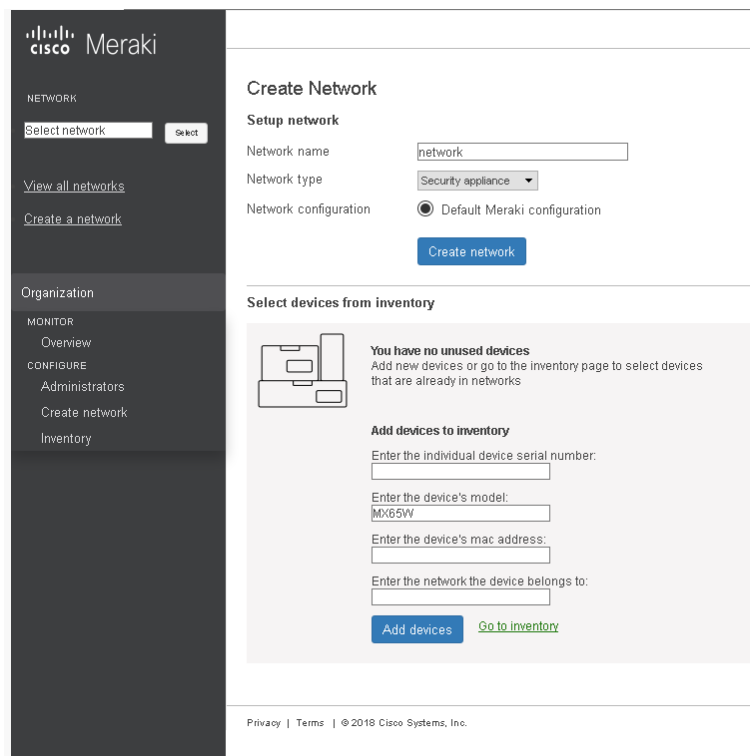 cisco Meraki
NETWORK
Select network
Select
View all networks
Create a network
Organization
MONITOR
Overview
CONFIGURE
Administrators
Create network
Inventory
Create Network
Setup network
Network name
network
Network type
Security appliance
Network configuration
Default Meraki configuration
Create network
Select devices from inventory
You have no unused devices
Add new devices or go to the inventory page to select devices
that are already in networks
Add devices to inventory
Enter the individual device serial number:
Enter the device's model:
MX65W
Enter the device's mac address:
Enter the network the device belongs to:
Add devices
Go to inventory
Privacy | Terms | © 2018 Cisco Systems, Inc.